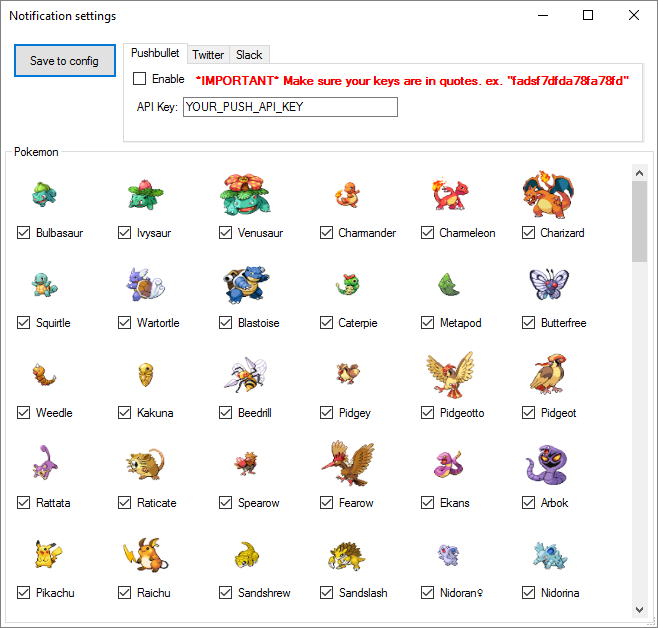 Notification settings
Save to config
Pushbullet Twitter Slack
Enable *IMPORTANT* Make sure your keys are in quotes. ex. "fadsf7dfda78fa78fd"
API Key: YOUR_PUSH_API_KEY
Pokemon
Bulbasaur Ivysaur Venusaur Charmander Charmeleon Charizard
Squirtle Wartortle Blastoise Caterpie Metapod Butterfree
Weedle Kakuna Beedrill Pidgey Pidgeotto Pidgeot
Rattata Raticate Spearow Fearow Ekans Arbok
Pikachu Raichu Sandshrew Sandslash Nidoran♀ Nidorina